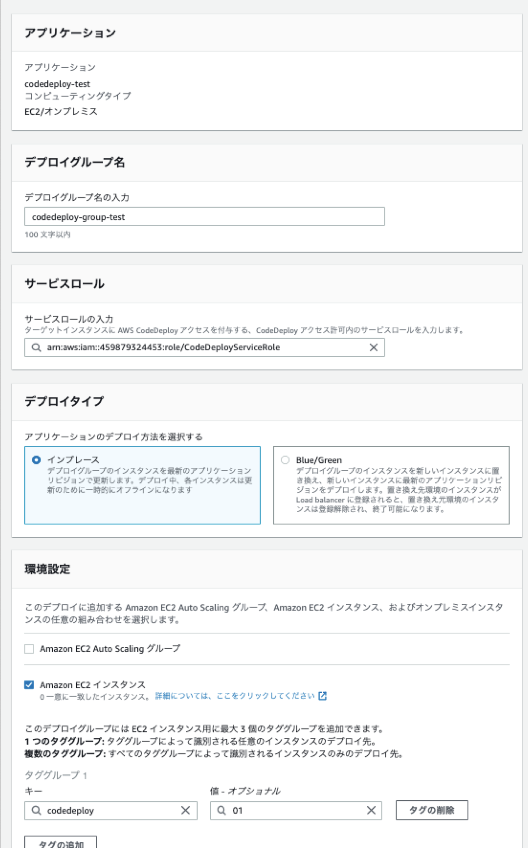 アプリケーション
アプリケーション
codedeploy-test
コンピューティングタイプ
EC2/オンプレミス
デプロイグループ名
デプロイグループ名の入力
codedeploy-group-test
100 文字以内
サービスロール
サービスロールの入力
ターゲットインスタンスに AWS CodeDeploy アクセスを付与する、CodeDeploy アクセス許可内のサービスロールを入力します。
arn:aws:iam::459879324453:role/CodeDeployServiceRole
デプロイタイプ
アプリケーションのデプロイ方法を選択する
インプレース
デプロイグループのインスタンスを最新のアプリケーション
リビジョンで更新します。デプロイ中、各インスタンスは更
新のために一時的にオフラインになります
Blue/Green
デプロイグループのインスタンスを新しいインスタンスに置
き換え、新しいインスタンスに最新のアプリケーションリビ
ジョンをデプロイします。置き換え先環境のインスタンスが
Load balancer に登録されると、置き換え元環境のインスタ
ンスは登録解除され、終了可能になります。
環境設定
このデプロイに追加する Amazon EC2 Auto Scaling グループ、Amazon EC2 インスタンス、およびオンプレミスインスタ
ンスの任意の組み合わせを選択します。
Amazon EC2 Auto Scaling グループ
Amazon EC2 インスタンス
0 一意に一致したインスタンス。 詳細については、ここをクリックしてください
このデプロイグループには EC2 インスタンス用に最大 3 個のタググループを追加できます。
1 つのタググループ: タググループによって識別される任意のインスタンスのデプロイ先。
複数のタググループ: すべてのタググループによって識別されるインスタンスのみのデプロイ先。
タググループ 1
キー 値 - オプショナル
codedeploy 01 タグの削除
タグの追加